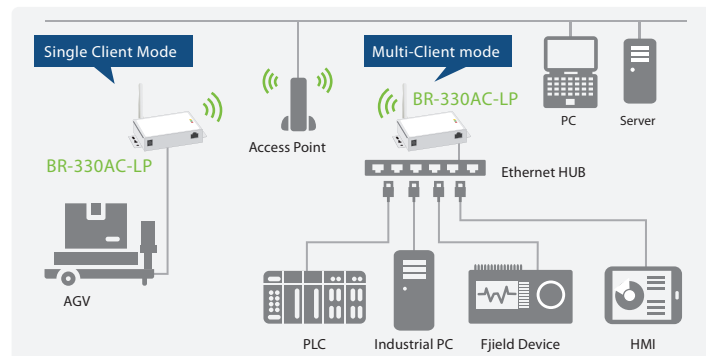 Single Client Mode
Multi-Client mode
BR-330AC-LP
PC
Server
Access Point
BR-330AC-LP
Ethernet HUB
AGV
PLC
Industrial PC
Fjield Device
HMI